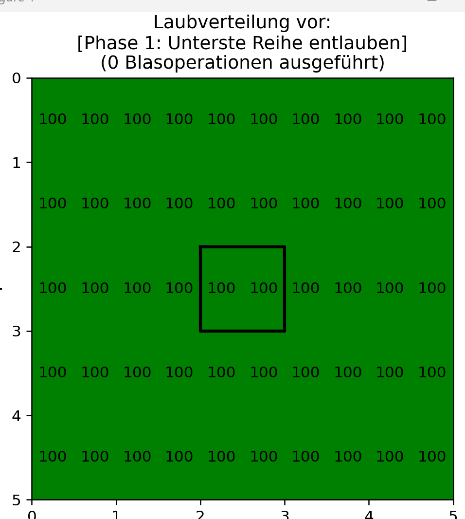 Laubverteilung vor:
[Phase 1: Unterste Reihe entlauben]
(0 Blasoperationen ausgeführt)
0
100 100 100 100 100 100 100 100 100 100
1
100 100 100 100 100 100 100 100 100 100
2
100 100 100 100 100 100 100 100 100 100
3
100 100 100 100 100 100 100 100 100 100
4
100 100 100 100 100 100 100 100 100 100
5
0 1 2 3 4 5